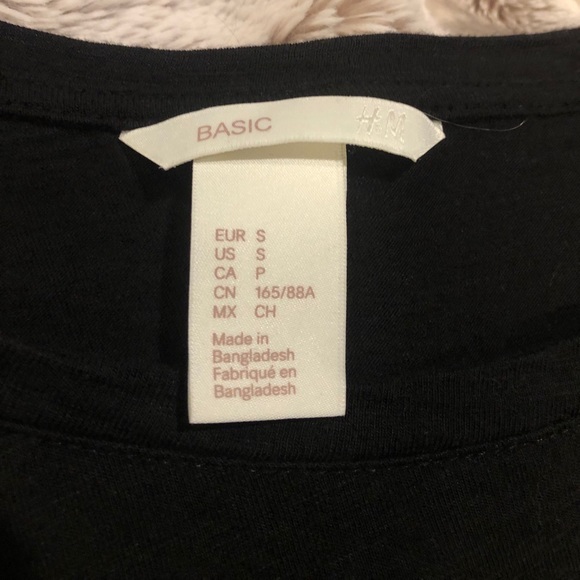 BASIC H&M
EUR S
US S
CA P
CN 165/88A
MX CH
Made in
Bangladesh
Fabriqué en
Bangladesh